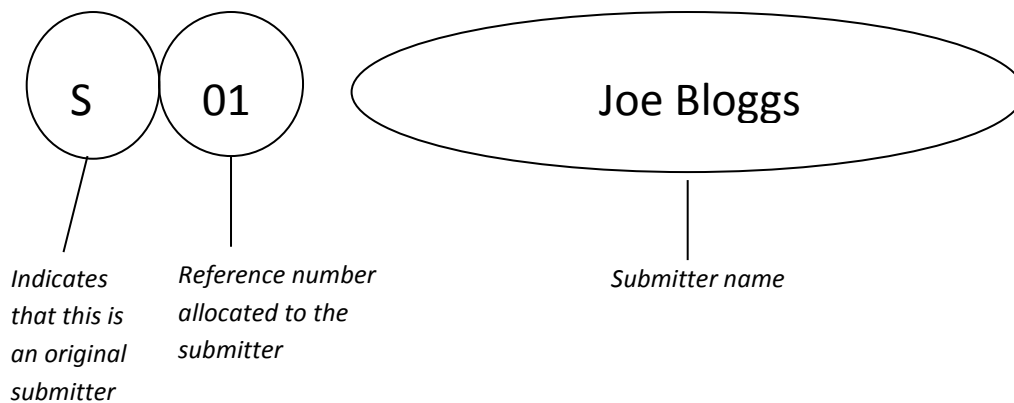 S 01 Joe Bloggs
Indicates
that this is
an original
submitter
Reference number
allocated to the
submitter
Submitter name